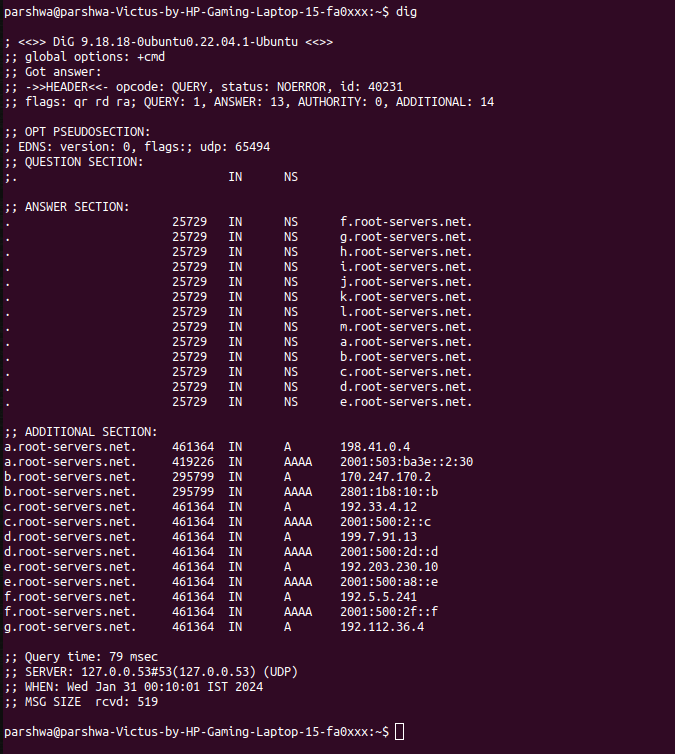 parshwa@parshwa-Victus-by-HP-Gaming-Laptop-15-fa0xxx:~$ dig
; <<>> DiG 9.18.18-0ubuntu0.22.04.1-Ubuntu <<>>
;; global options: +cmd
;; Got answer:
;; ->>HEADER<<- opcode: QUERY, status: NOERROR, id: 40231
;; flags: qr rd ra; QUERY: 1, ANSWER: 13, AUTHORITY: 0, ADDITIONAL: 14
;; OPT PSEUDOSECTION:
; EDNS: version: 0, flags:; udp: 65494
;; QUESTION SECTION:
;. IN NS
;; ANSWER SECTION:
. 25729 IN NS f.root-servers.net.
. 25729 IN NS g.root-servers.net.
. 25729 IN NS h.root-servers.net.
. 25729 IN NS i.root-servers.net.
. 25729 IN NS j.root-servers.net.
. 25729 IN NS k.root-servers.net.
. 25729 IN NS l.root-servers.net.
. 25729 IN NS m.root-servers.net.
. 25729 IN NS a.root-servers.net.
. 25729 IN NS b.root-servers.net.
. 25729 IN NS c.root-servers.net.
. 25729 IN NS d.root-servers.net.
. 25729 IN NS e.root-servers.net.
;; ADDITIONAL SECTION:
a.root-servers.net. 461364 IN A 198.41.0.4
a.root-servers.net. 419226 IN AAAA 2001:503:ba3e::2:30
b.root-servers.net. 295799 IN A 170.247.170.2
b.root-servers.net. 295799 IN AAAA 2801:1b8:10::b
c.root-servers.net. 461364 IN A 192.33.4.12
c.root-servers.net. 461364 IN AAAA 2001:500:2::c
d.root-servers.net. 461364 IN A 199.7.91.13
d.root-servers.net. 461364 IN AAAA 2001:500:2d::d
e.root-servers.net. 461364 IN A 192.203.230.10
e.root-servers.net. 461364 IN AAAA 2001:500:a8::e
f.root-servers.net. 461364 IN A 192.5.5.241
f.root-servers.net. 461364 IN AAAA 2001:500:2f::f
g.root-servers.net. 461364 IN A 192.112.36.4
;; Query time: 79 msec
;; SERVER: 127.0.0.53#53(127.0.0.53) (UDP)
;; WHEN: Wed Jan 31 00:10:01 IST 2024
;; MSG SIZE rcvd: 519
parshwa@parshwa-Victus-by-HP-Gaming-Laptop-15-fa0xxx:~$